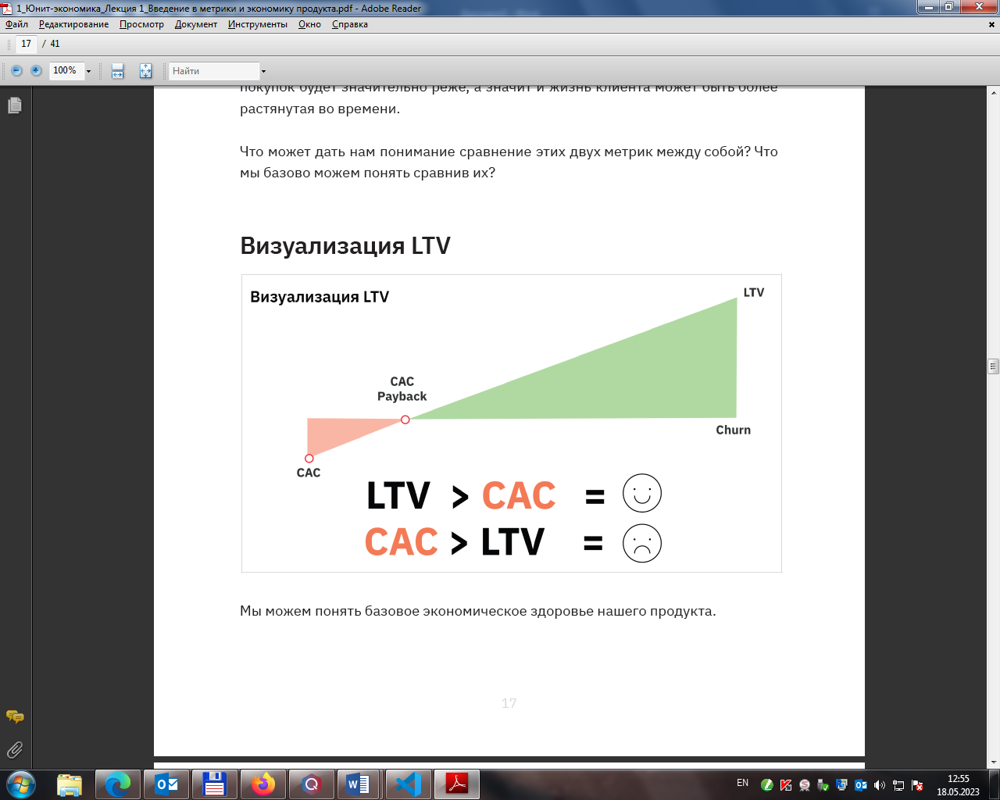 1_Юнит-экономика_Лекция 1_Введение в метрики и экономику продукта.pdf - Adobe Reader
Файл Редактирование Просмотр Документ Инструменты Окно Справка
17 / 41
100% Найти
покупок будет значительно реже, а значит и жизнь клиента может быть более
растянутая во времени.
Что может дать нам понимание сравнение этих двух метрик между собой? Что
мы базово можем понять сравнив их?
Визуализация LTV
Визуализация LTV
LTV
CAC
Payback
Churn
CAC
LTV > CAC =
CAC > LTV =
Мы можем понять базовое экономическое здоровье нашего продукта.
17
EN
12:55
18.05.2023